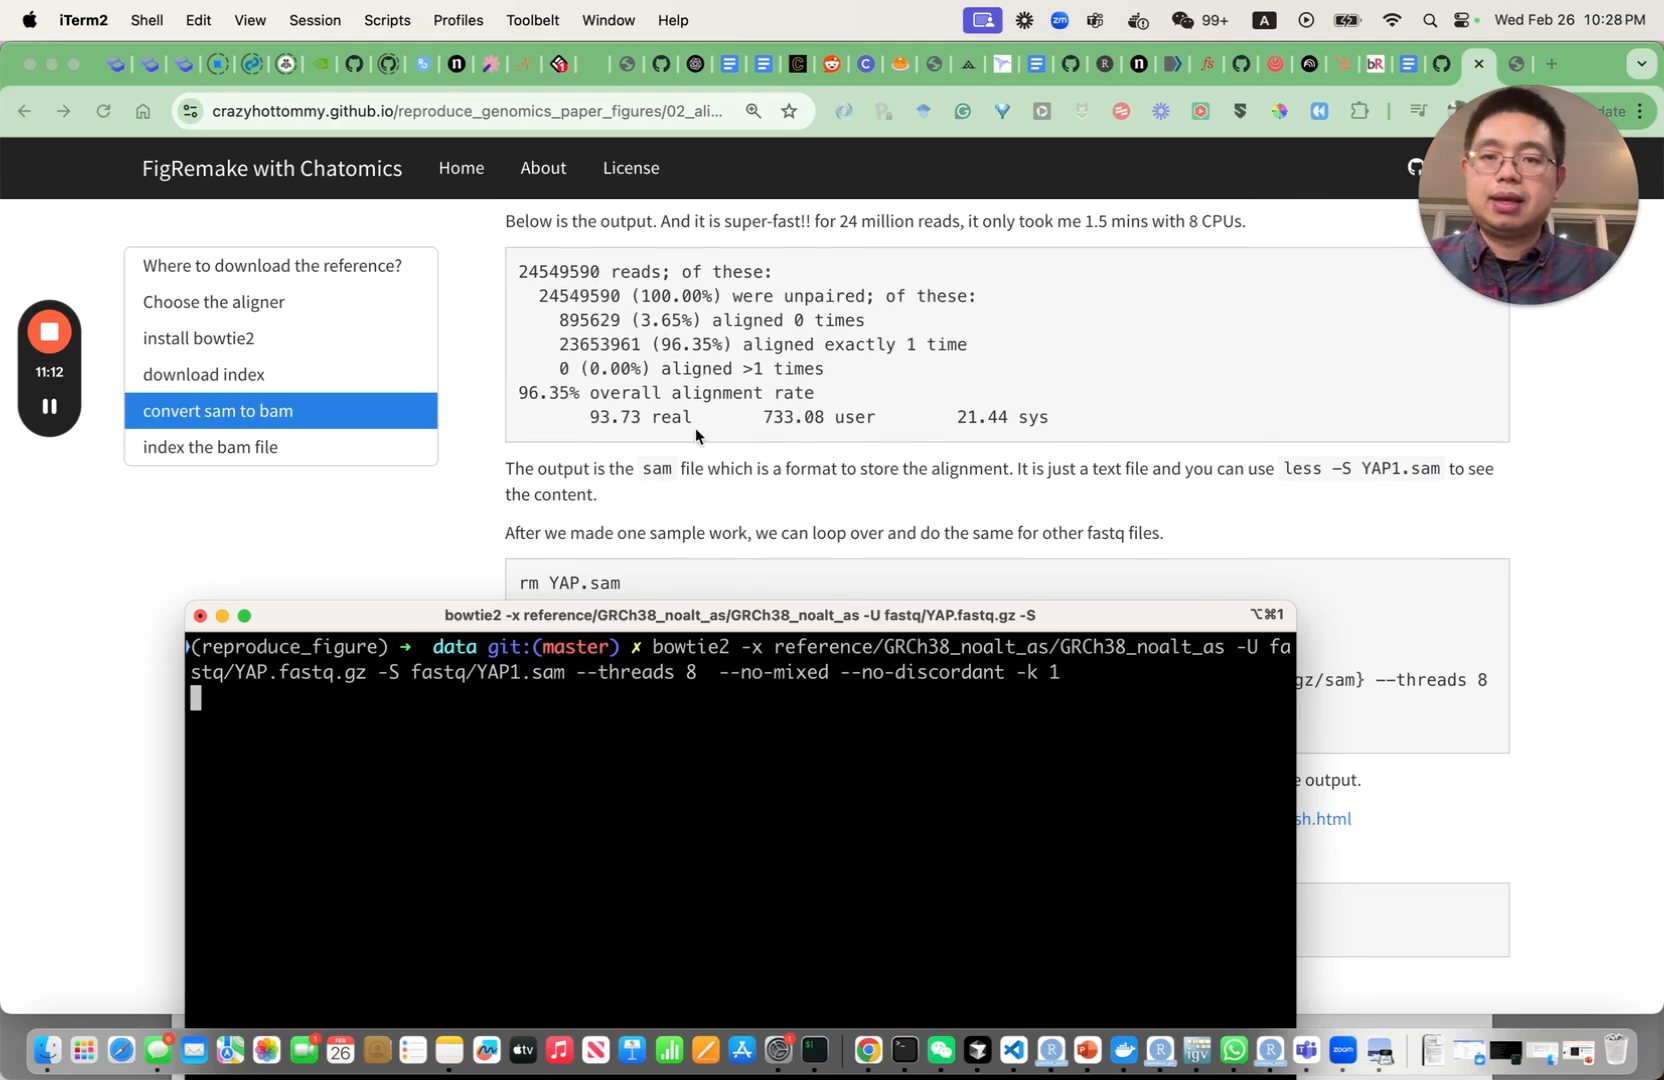 iTerm2 Shell Edit View Session Scripts Profiles Toolbelt Window Help 99+ A Wed Feb 26 10:28 PM
crazyhottommy.github.io/reproduce_genomics_paper_figures/02_ali...
FigRemake with Chatomics Home About License
Below is the output. And it is super-fast!! for 24 million reads, it only took me 1.5 mins with 8 CPUs.
Where to download the reference?
Choose the aligner
install bowtie2
download index
convert sam to bam
index the bam file
11:12
24549590 reads; of these:
24549590 (100.00%) were unpaired; of these:
895629 (3.65%) aligned 0 times
23653961 (96.35%) aligned exactly 1 time
0 (0.00%) aligned >1 times
96.35% overall alignment rate
93.73 real 733.08 user 21.44 sys
The output is the sam file which is a format to store the alignment. It is just a text file and you can use less -S YAP1.sam to see
the content.
After we made one sample work, we can loop over and do the same for other fastq files.
rm YAP.sam
gz/sam} --threads 8
e output.
sh.html
bowtie2 -x reference/GRCh38_noalt_as/GRCh38_noalt_as -U fastq/YAP.fastq.gz -S
⌥⌘1
(reproduce_figure) → data git:(master) ✗ bowtie2 -x reference/GRCh38_noalt_as/GRCh38_noalt_as -U fa
stq/YAP.fastq.gz -S fastq/YAP1.sam --threads 8 --no-mixed --no-discordant -k 1